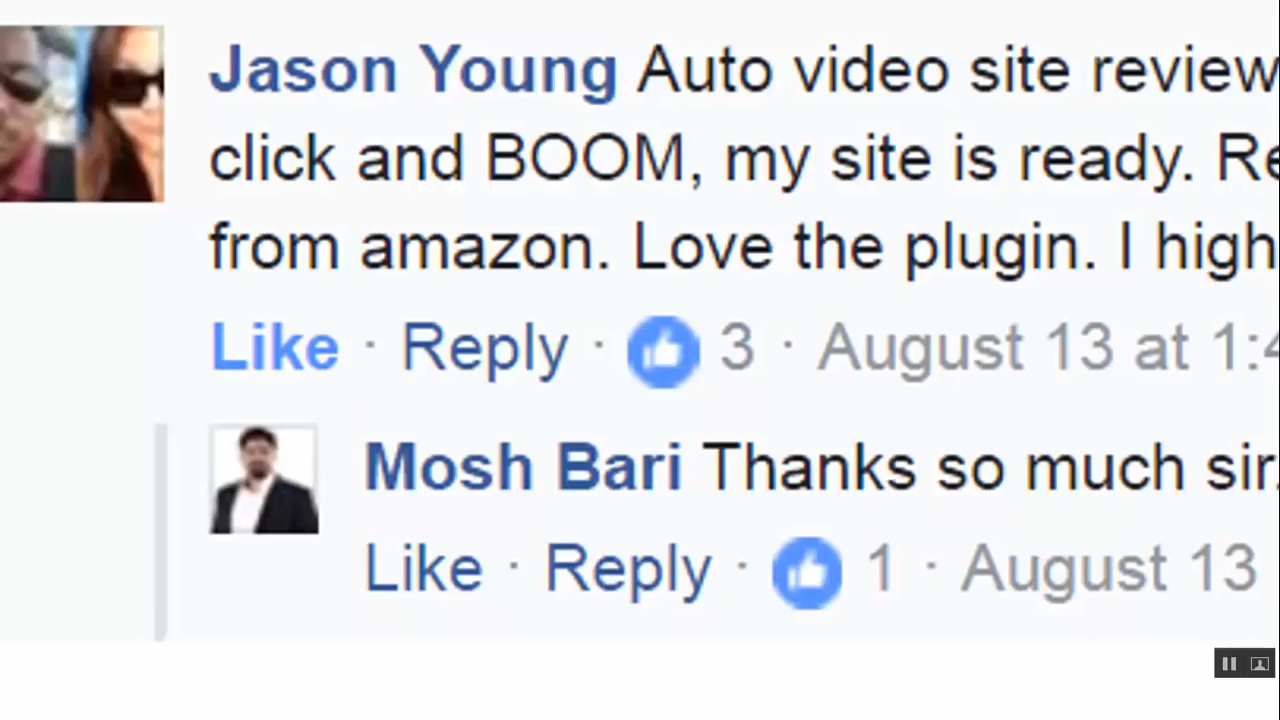 Jason Young Auto video site review
click and BOOM, my site is ready.
from amazon. Love the plugin. I
Like · Reply · 3 · August 13 at
Mosh Bari Thanks so much sir
Like · Reply · 1 · August 13